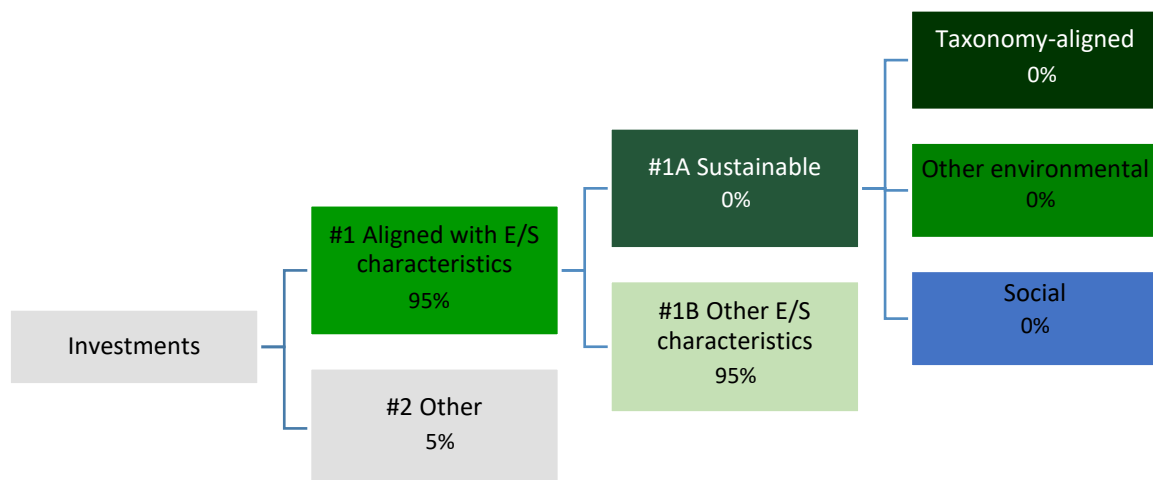 Investments
#1 Aligned with E/S
characteristics
95%
#2 Other
5%
#1A Sustainable
0%
#1B Other E/S
characteristics
95%
Taxonomy-aligned
0%
Other environmental
0%
Social
0%